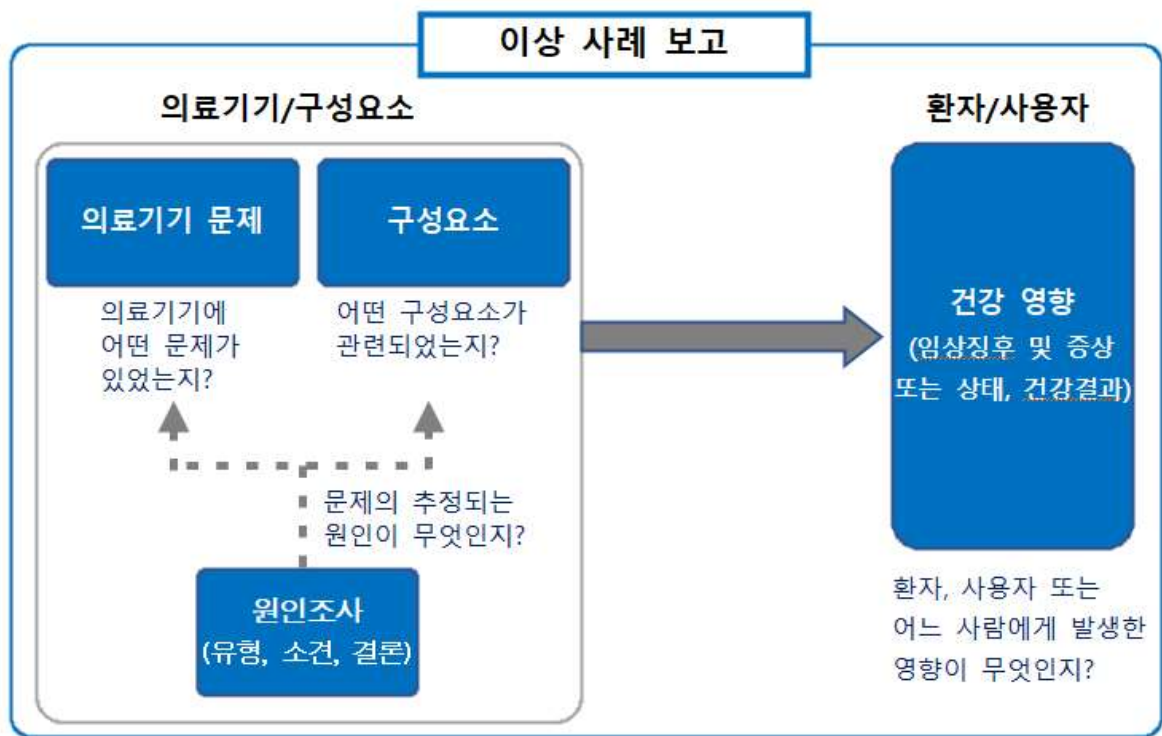 이상 사례 보고
의료기기/구성요소
환자/사용자
의료기기 문제
구성요소
의료기기에
어떤 문제가
있었는지?
어떤 구성요소가
관련되었는지?
문제의 추정되는
원인이 무엇인지?
원인조사
(유형, 소견, 결론)
건강 영향
(임상징후 및 증상
또는 상태, 건강결과)
환자, 사용자 또는
어느 사람에게 발생한
영향이 무엇인지?